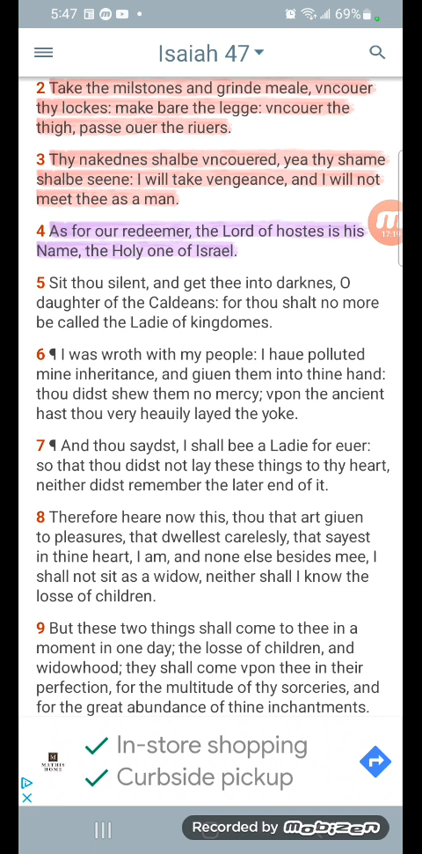 5:47 69%
Isaiah 47
2 Take the milstones and grinde meale, vncouer
thy lockes: make bare the legge: vncouer the
thigh, passe ouer the riuers.
3 Thy nakednes shalbe vncouered, yea thy shame
shalbe seene: I will take vengeance, and I will not
meet thee as a man.
4 As for our redeemer, the Lord of hostes is his
Name, the Holy one of Israel.
17:19
5 Sit thou silent, and get thee into darknes, O
daughter of the Caldeans: for thou shalt no more
be called the Ladie of kingdomes.
6 ¶ I was wroth with my people: I haue polluted
mine inheritance, and giuen them into thine hand:
thou didst shew them no mercy; vpon the ancient
hast thou very heauily layed the yoke.
7 ¶ And thou saydst, I shall bee a Ladie for euer:
so that thou didst not lay these things to thy heart,
neither didst remember the later end of it.
8 Therefore heare now this, thou that art giuen
to pleasures, that dwellest carelesly, that sayest
in thine heart, I am, and none else besides mee, I
shall not sit as a widow, neither shall I know the
losse of children.
9 But these two things shall come to thee in a
moment in one day; the losse of children, and
widowhood; they shall come vpon thee in their
perfection, for the multitude of thy sorceries, and
for the great abundance of thine inchantments.
M
MATHIS
HOME
In-store shopping
Curbside pickup
Recorded by mobizen